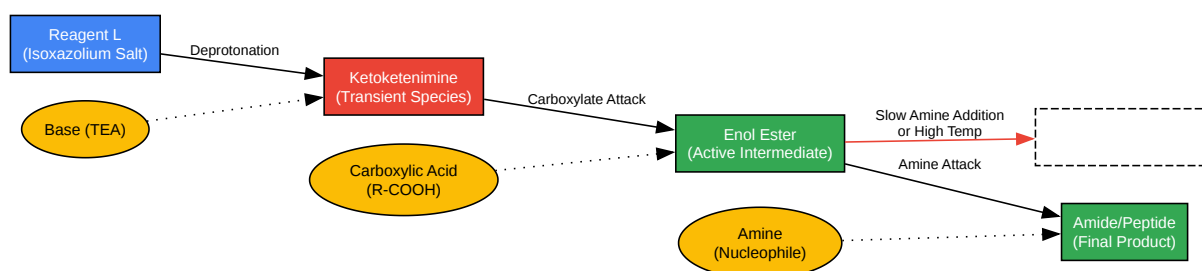 Reagent L
(Isoxazolium Salt)
Deprotonation
Base (TEA)
Ketoketenimine
(Transient Species)
Carboxylate Attack
Carboxylic Acid
(R-COOH)
Enol Ester
(Active Intermediate)
Slow Amine Addition
or High Temp
Amine Attack
Amine
(Nucleophile)
Amide/Peptide
(Final Product)